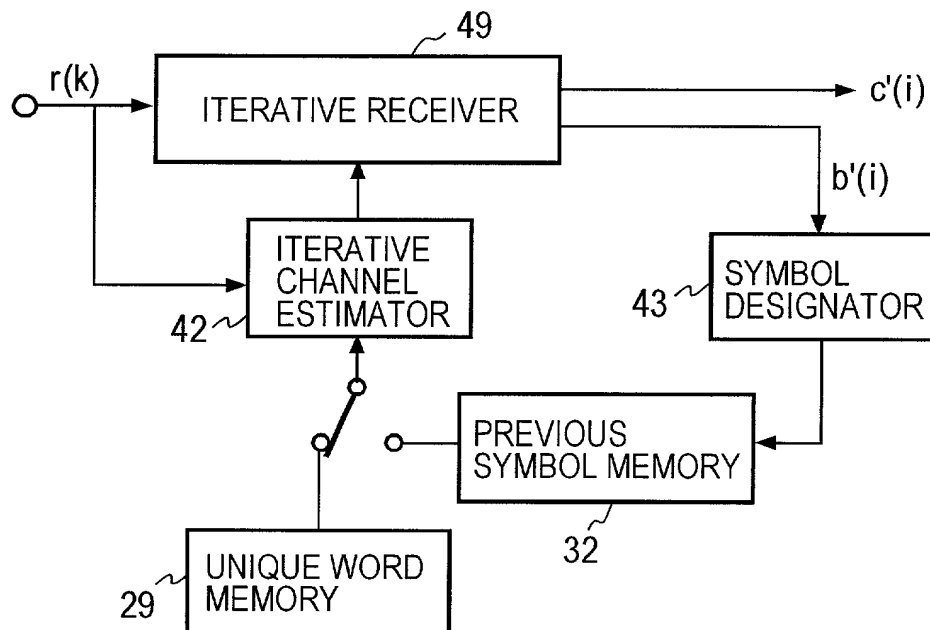 49
r(k)
ITERATIVE RECEIVER
c'(i)
b'(i)
ITERATIVE
CHANNEL
ESTIMATOR
42
SYMBOL
DESIGNATOR
43
PREVIOUS
SYMBOL MEMORY
32
UNIQUE WORD
MEMORY
29